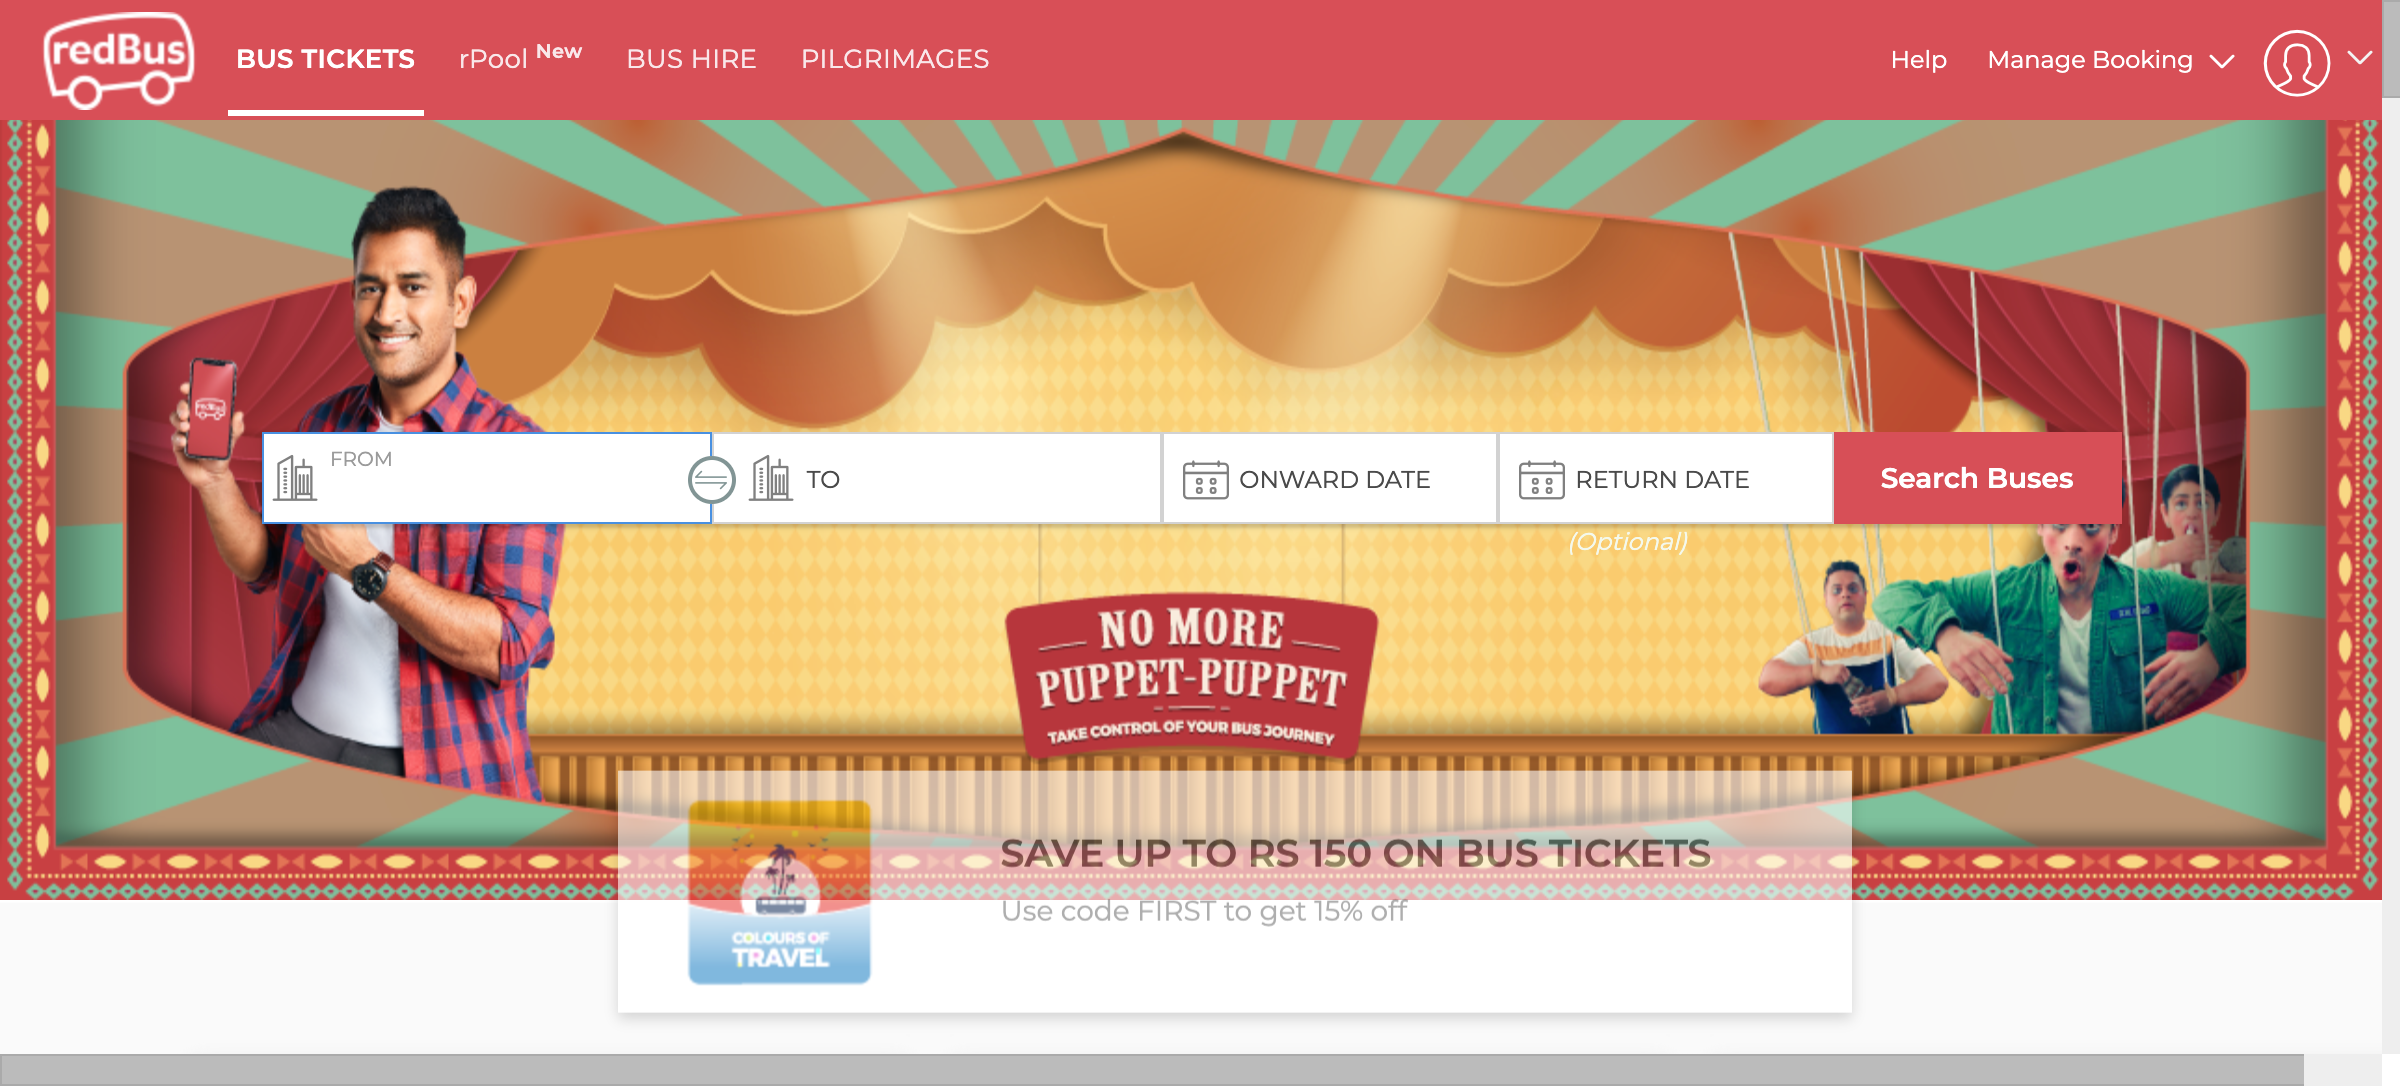 redBus
BUS TICKETS
rPool New
BUS HIRE
PILGRIMAGES
Help
Manage Booking
redBus
FROM
TO
ONWARD DATE
RETURN DATE
Search Buses
(Optional)
NO MORE
PUPPET-PUPPET
TAKE CONTROL OF YOUR BUS JOURNEY
SAVE UP TO RS 150 ON BUS TICKETS
Use code FIRST to get 15% off
COLOURS OF
TRAVEL